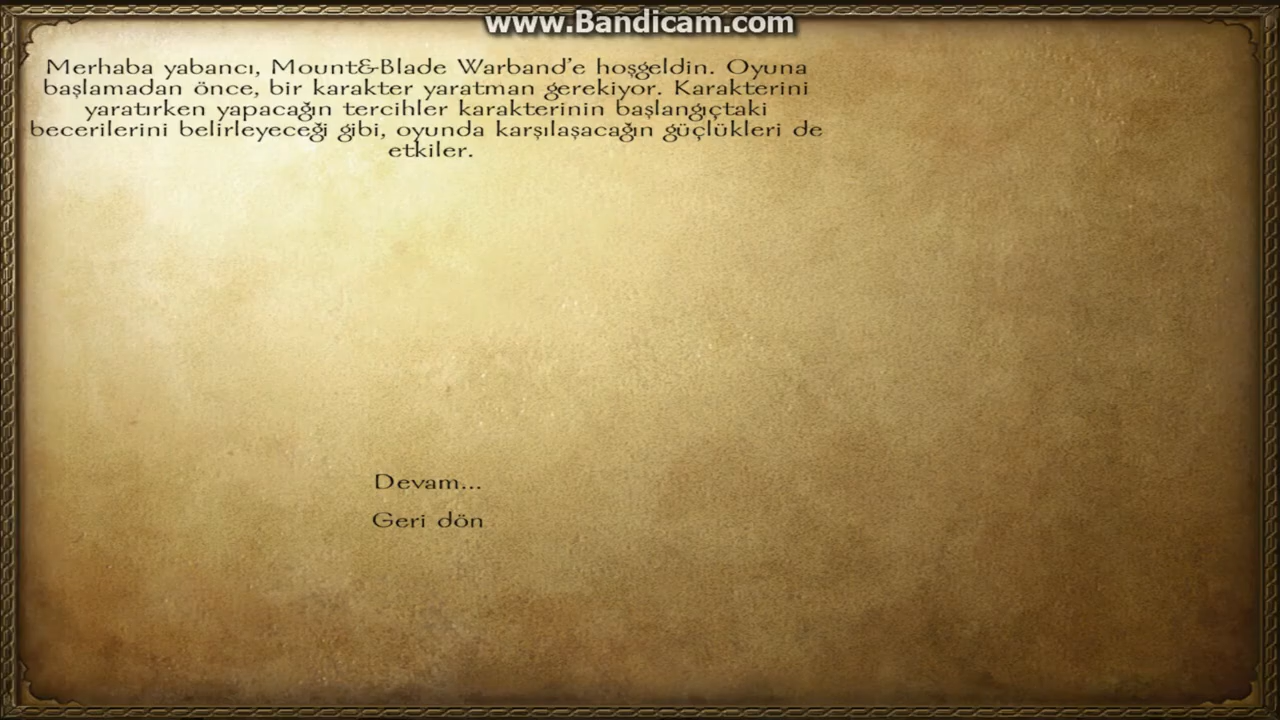 www.Bandicam.com
Merhaba yabancı, Mount&Blade Warband'e hoşgeldin. Oyuna
başlamadan önce, bir karakter yaratman gerekiyor. Karakterini
yaratırken yapacağın tercihler karakterinin başlangıçtaki
becerilerini belirleyeceği gibi, oyunda karşılaşacağın güçlükleri de
etkiler.
Devam...
Geri dön